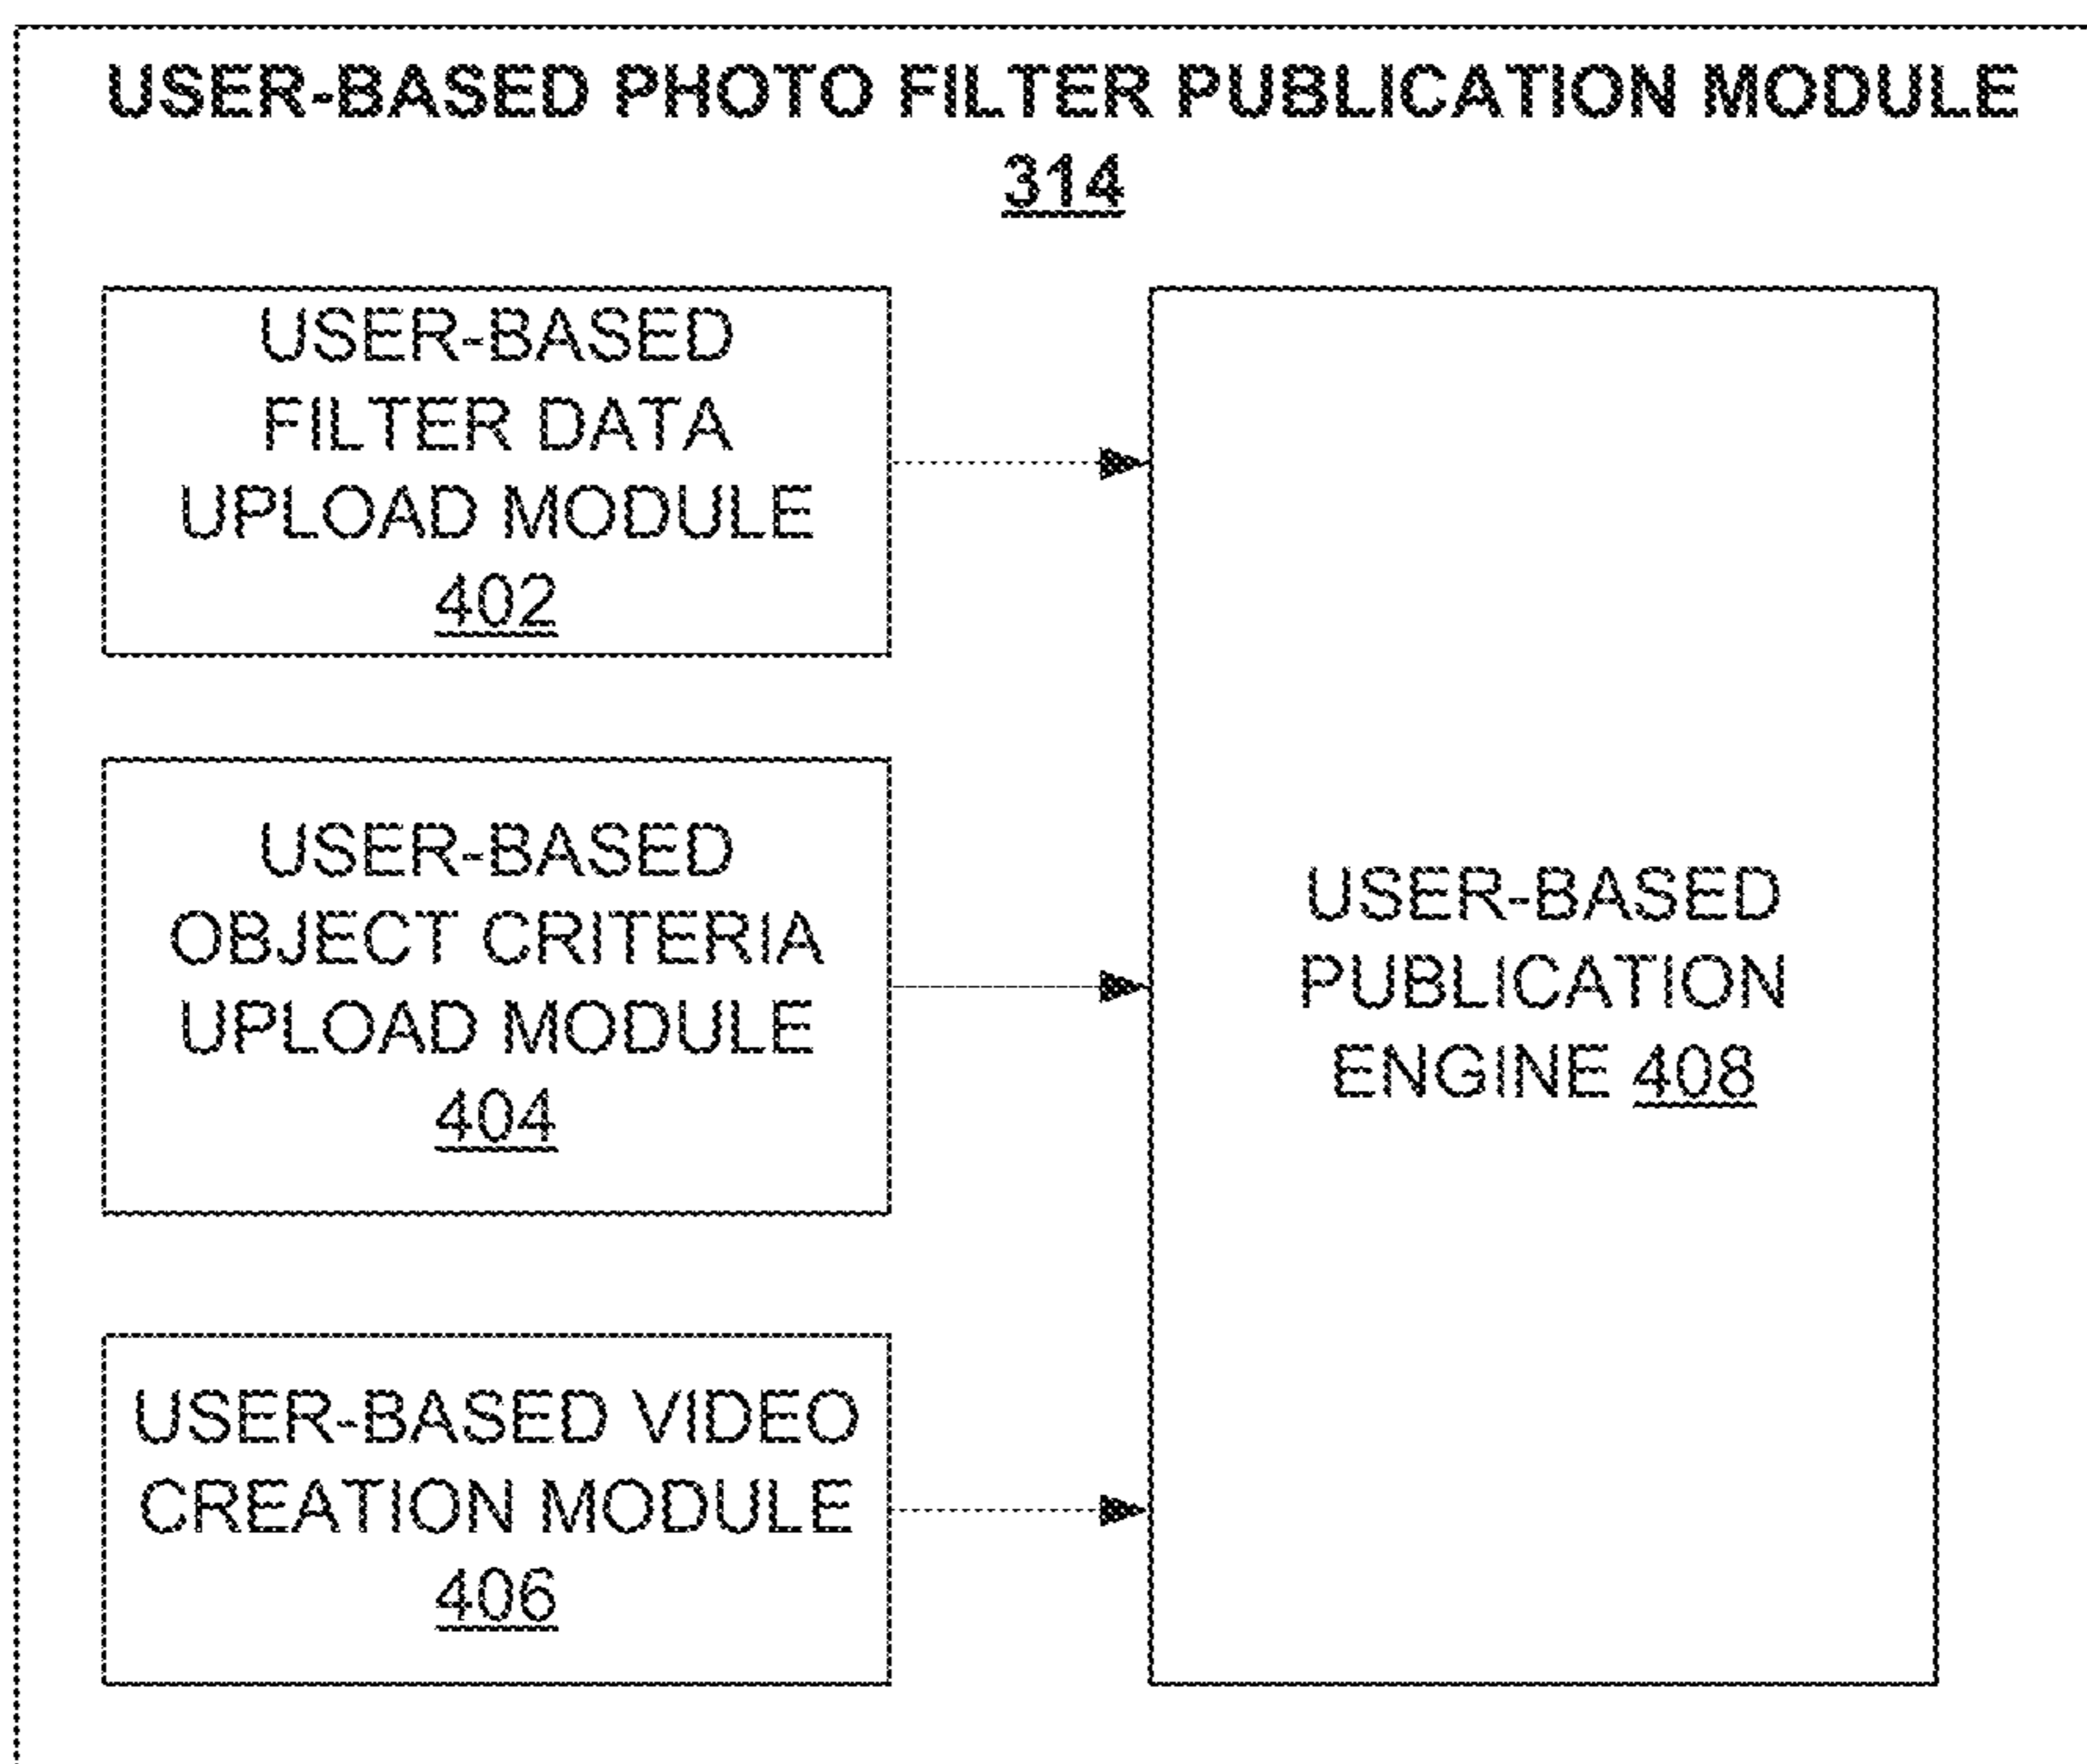 USER-BASED PHOTO FILTER PUBLICATION MODULE
314
USER-BASED
FILTER DATA
UPLOAD MODULE
402
USER-BASED
OBJECT CRITERIA
UPLOAD MODULE
404
USER-BASED VIDEO
CREATION MODULE
406
USER-BASED
PUBLICATION
ENGINE 408